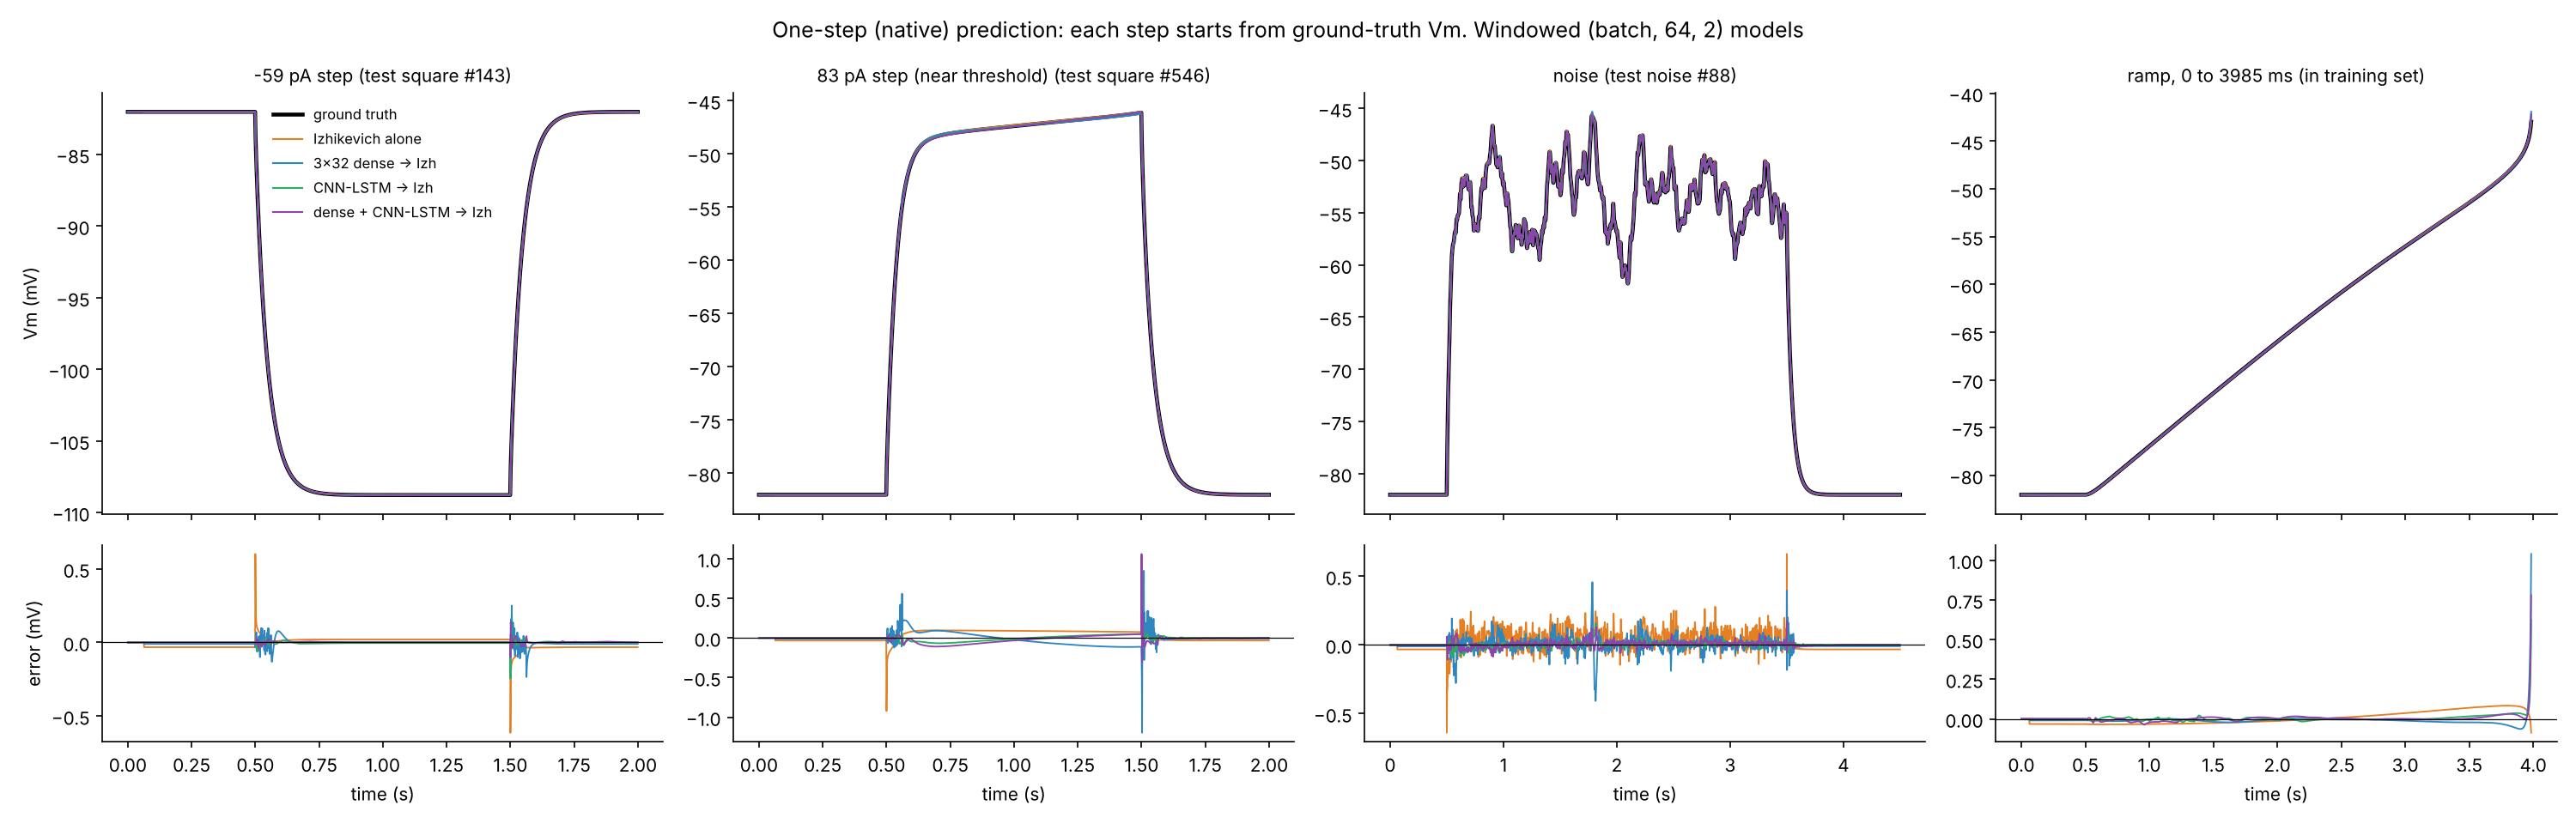 One-step (native) prediction: each step starts from ground-truth Vm. Windowed (batch, 64, 2) models
-59 pA step (test square #143)
83 pA step (near threshold) (test square #546)
noise (test noise #88)
ramp, 0 to 3985 ms (in training set)
Vm (mV)
−85
−90
−95
−100
−105
−110
ground truth
Izhikevich alone
3×32 dense → Izh
CNN-LSTM → Izh
dense + CNN-LSTM → Izh
−45
−50
−55
−60
−65
−70
−75
−80
−45
−50
−55
−60
−65
−70
−75
−80
−40
−45
−50
−55
−60
−65
−70
−75
−80
error (mV)
0.5
0.0
−0.5
0.00 0.25 0.50 0.75 1.00 1.25 1.50 1.75 2.00
time (s)
1.0
0.5
0.0
−0.5
−1.0
0.00 0.25 0.50 0.75 1.00 1.25 1.50 1.75 2.00
time (s)
0.5
0.0
−0.5
0 1 2 3 4
time (s)
1.00
0.75
0.50
0.25
0.00
0.0 0.5 1.0 1.5 2.0 2.5 3.0 3.5 4.0
time (s)